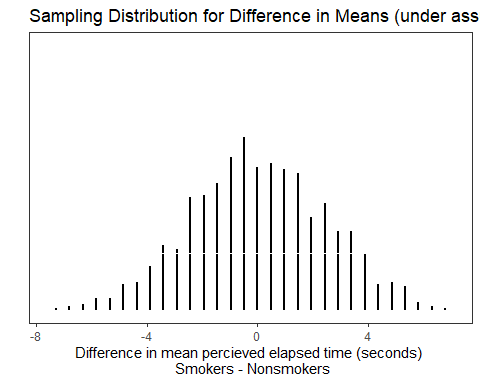 Sampling Distribution for Difference in Means (under ass
-8
-4
0
4
Difference in mean percieved elapsed time (seconds)
Smokers - Nonsmokers